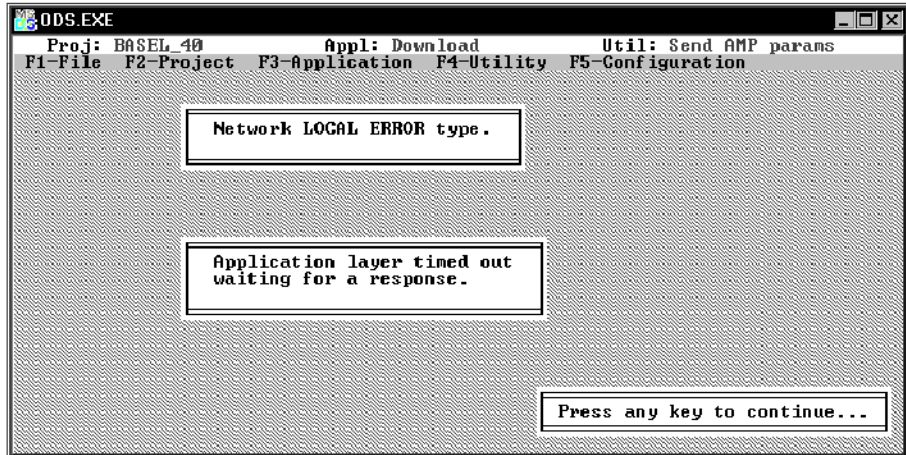 ODS.EXE
Proj: BASEL_40 Appl: Download Util: Send AMP params
F1-File F2-Project F3-Application F4-Utility F5-Configuration
Network LOCAL ERROR type.
Application layer timed out
waiting for a response.
Press any key to continue...